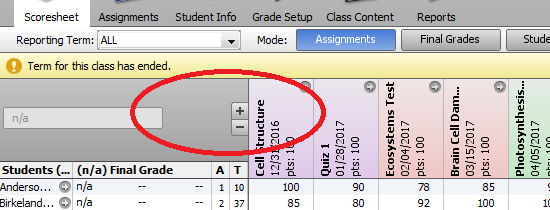 Scoresheet Assignments Student Info Grade Setup Class Content Reports
Reporting Term: ALL Mode: Assignments Final Grades Stude
Term for this class has ended.
n/a
+
−
Cell Structure
12/31/2016
pts: 100
Quiz 1
01/28/2017
pts: 100
Ecosystems Test
02/04/2017
pts: 100
Brain Cell Dam...
03/15/2017
pts: 100
Photosynthesis...
04/05/2017
pts: 100
Students (... (n/a) Final Grade A T
Anderso... n/a -- -- 1 10 100 90 78 85
Birkelan... n/a -- -- 2 37 85 80 92 100